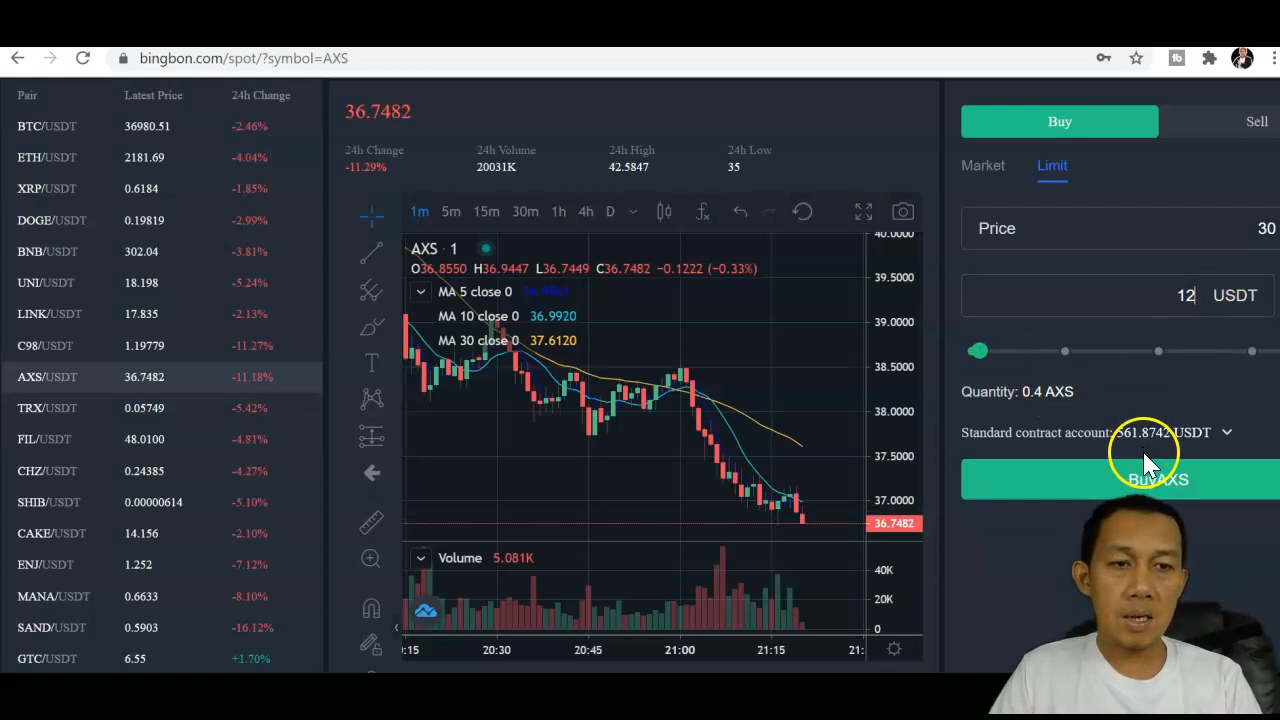 bingbon.com/spot/?symbol=AXS
Pair Latest Price 24h Change
BTC/USDT 36980.51 -2.46%
ETH/USDT 2181.69 -4.04%
XRP/USDT 0.6184 -1.85%
DOGE/USDT 0.19819 -2.99%
BNB/USDT 302.04 -3.81%
UNI/USDT 18.198 -5.24%
LINK/USDT 17.835 -2.13%
C98/USDT 1.19779 -11.27%
AXS/USDT 36.7482 -11.18%
TRX/USDT 0.05749 -5.42%
FIL/USDT 48.0100 -4.81%
CHZ/USDT 0.24385 -4.27%
SHIB/USDT 0.00000614 -5.10%
CAKE/USDT 14.156 -2.10%
ENJ/USDT 1.252 -7.12%
MANA/USDT 0.6633 -8.10%
SAND/USDT 0.5903 -16.12%
GTC/USDT 6.55 +1.70%
36.7482
24h Change 24h Volume 24h High 24h Low
-11.29% 20031K 42.5847 35
1m 5m 15m 30m 1h 4h D
AXS · 1
O36.8550 H36.9447 L36.7449 C36.7482 -0.1222 (-0.33%)
MA 5 close 0
MA 10 close 0 36.9920
MA 30 close 0 37.6120
40.0000
39.5000
39.0000
38.5000
38.0000
37.5000
37.0000
36.7482
Volume 5.081K
40K
20K
0
:15 20:30 20:45 21:00 21:15 21:
Buy Sell
Market Limit
Price 30
12 USDT
Quantity: 0.4 AXS
Standard contract account: 561.8742 USDT
BuyAXS